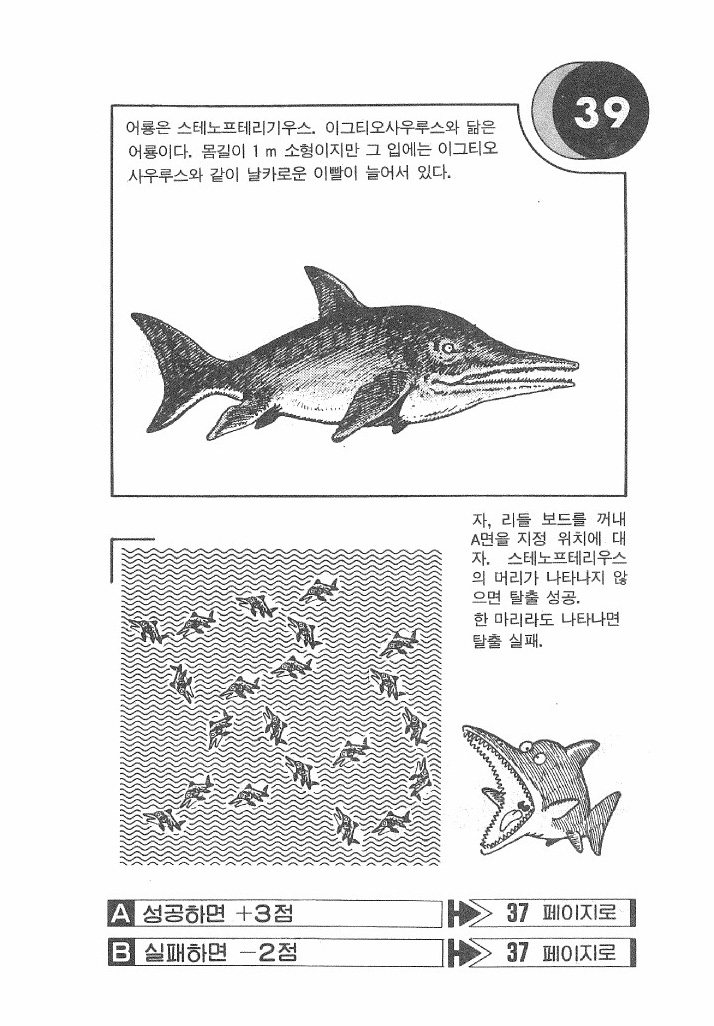 39
어룡은 스테노프테리기우스. 이그티오사우루스와 닮은
어룡이다. 몸길이 1m 소형이지만 그 입에는 이그티오
사우루스와 같이 날카로운 이빨이 늘어서 있다.
자, 리들 보드를 꺼내
A면을 지정 위치에 대
자. 스테노프테리우스
의 머리가 나타나지 않
으면 탈출 성공.
한 마리라도 나타나면
탈출 실패.
A 성공하면 +3점 37 페이지로
B 실패하면 -2점 37 페이지로